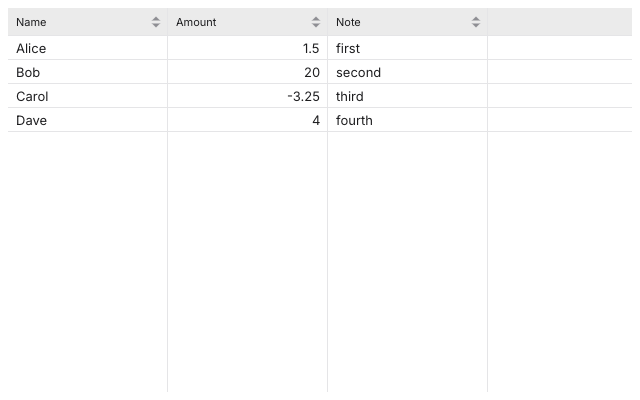 Name Amount Note
Alice 1.5 first
Bob 20 second
Carol -3.25 third
Dave 4 fourth